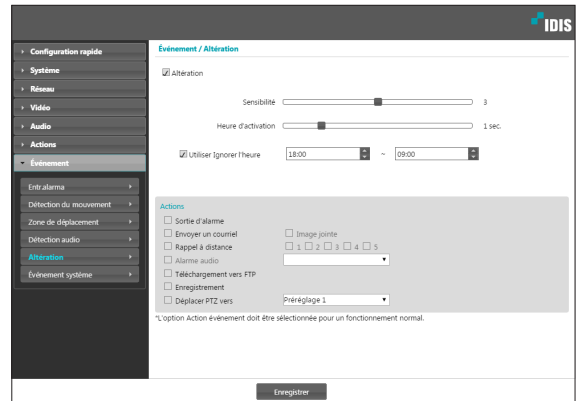 IDIS
Configuration rapide
Système
Réseau
Vidéo
Audio
Actions
Événement
Entr.alarma
Détection du mouvement
Zone de déplacement
Détection audio
Altération
Événement système
Événement / Altération
Altération
Sensibilité 3
Heure d'activation 1 sec.
Utiliser Ignorer l'heure 18:00 – 09:00
Actions
Sortie d'alarme
Envoyer un courriel Image jointe
Rappel à distance 1 2 3 4 5
Alarme audio
Téléchargement vers FTP
Enregistrement
Déplacer PTZ vers Préréglage 1
*L'option Action événement doit être sélectionnée pour un fonctionnement normal.
Enregistrer